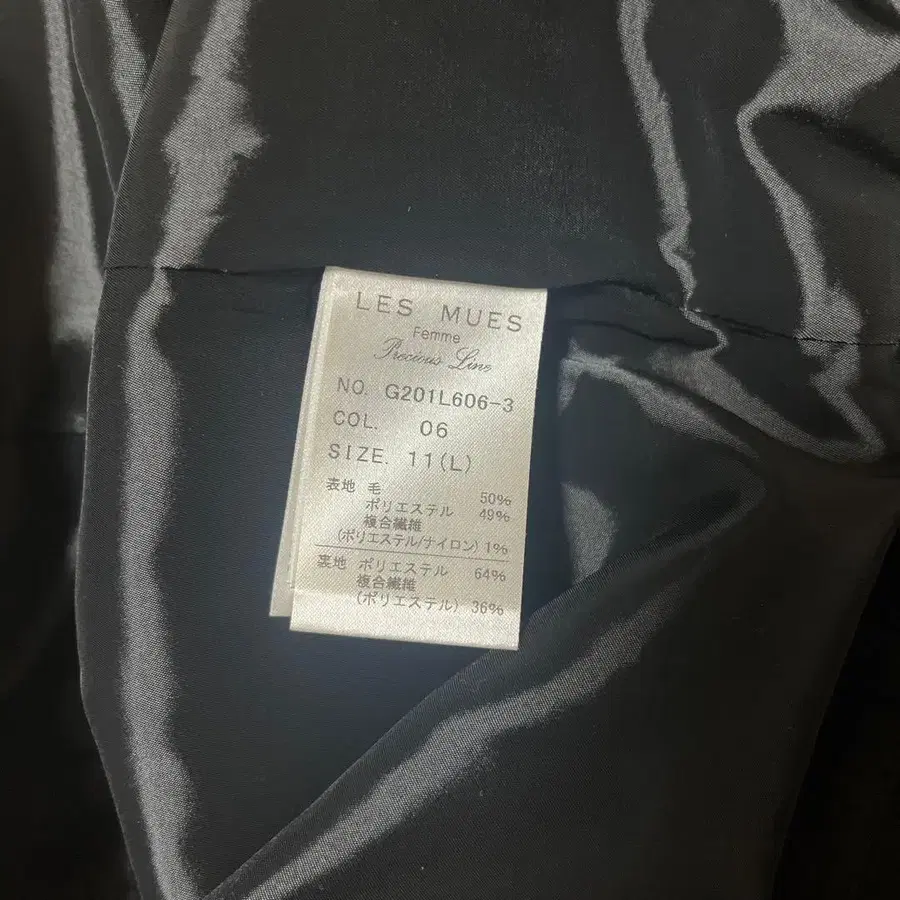 LES MUES
Femme
Precious Line
NO. G201L606-3
COL. 06
SIZE. 11(L)
表地 毛 50%
ポリエステル 49%
複合繊維
(ポリエステル/ナイロン) 1%
裏地 ポリエステル 64%
複合繊維
(ポリエステル) 36%